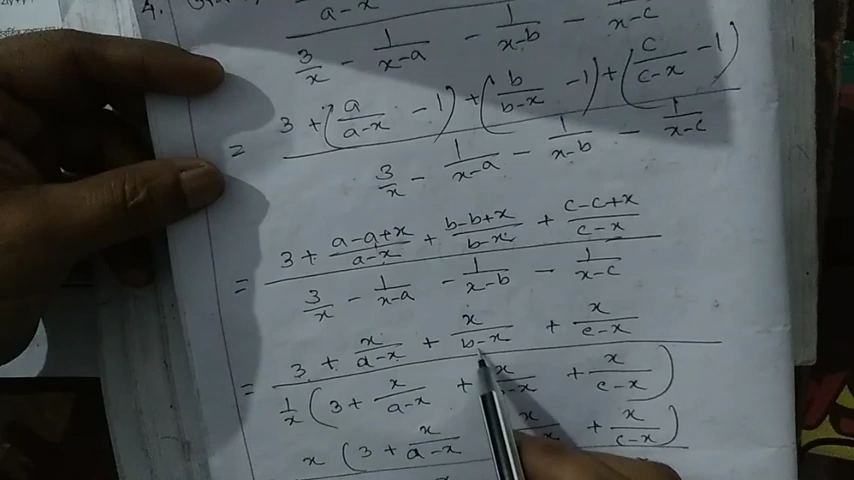 4.
a-x
3/x - 1/(x-a) - 1/(x-b) - 1/(x-c)
= 3 + (a/(a-x) - 1) + (b/(b-x) - 1) + (c/(c-x) - 1)
3/x - 1/(x-a) - 1/(x-b) - 1/(x-c)
= 3 + (a-a+x)/(a-x) + (b-b+x)/(b-x) + (c-c+x)/(c-x)
3/x - 1/(x-a) - 1/(x-b) - 1/(x-c)
= 3 + x/(a-x) + x/(b-x) + x/(c-x)
1/x (3 + x/(a-x) + x/ -x + x/(c-x))
x (3 + x/(a-x) x/ x + x/(c-x))